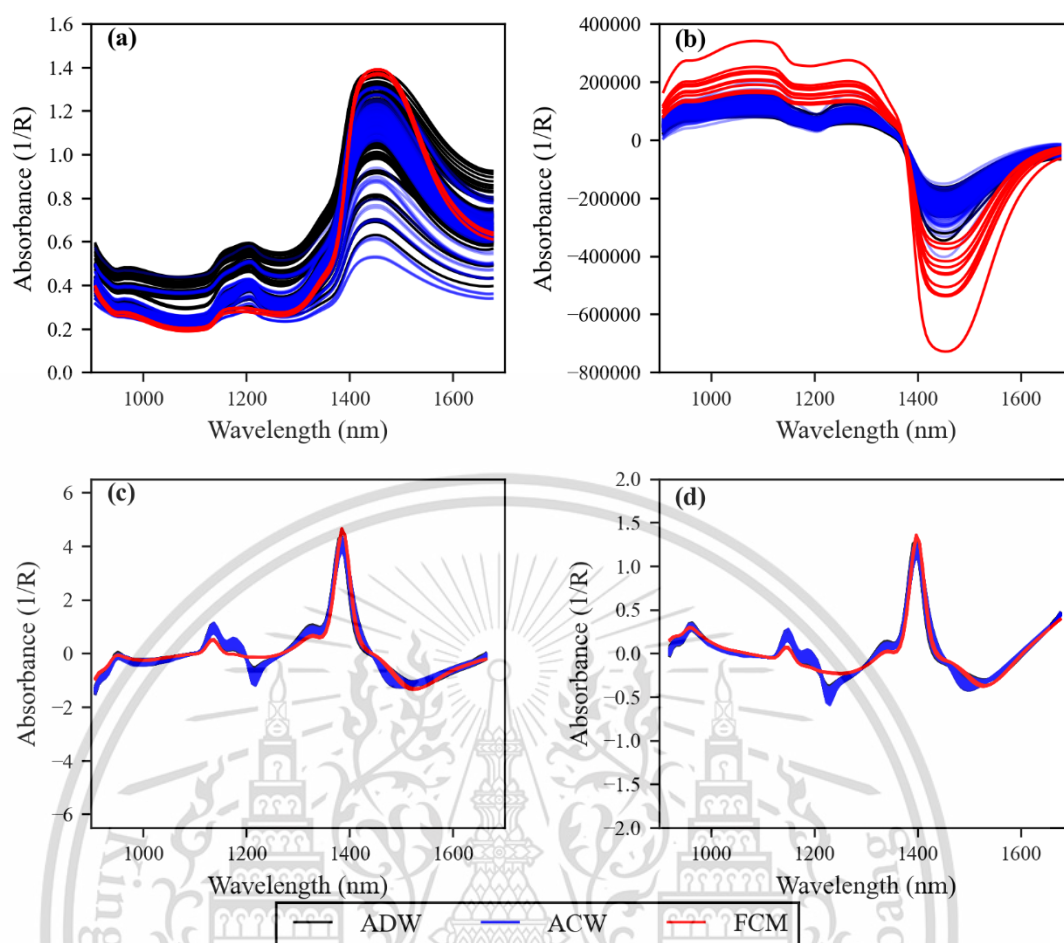 (a)
Absorbance (1/R)
1.6
1.4
1.2
1.0
0.8
0.6
0.4
0.2
0.0
1000 1200 1400 1600
Wavelength (nm)
(b)
Absorbance (1/R)
400000
200000
0
−200000
−400000
−600000
−800000
1000 1200 1400 1600
Wavelength (nm)
(c)
Absorbance (1/R)
6
4
2
0
−2
−4
−6
1000 1200 1400 1600
Wavelength (nm)
(d)
Absorbance (1/R)
2.0
1.5
1.0
0.5
0.0
−0.5
−1.0
−1.5
−2.0
1000 1200 1400 1600
Wavelength (nm)
ADW ACW FCM